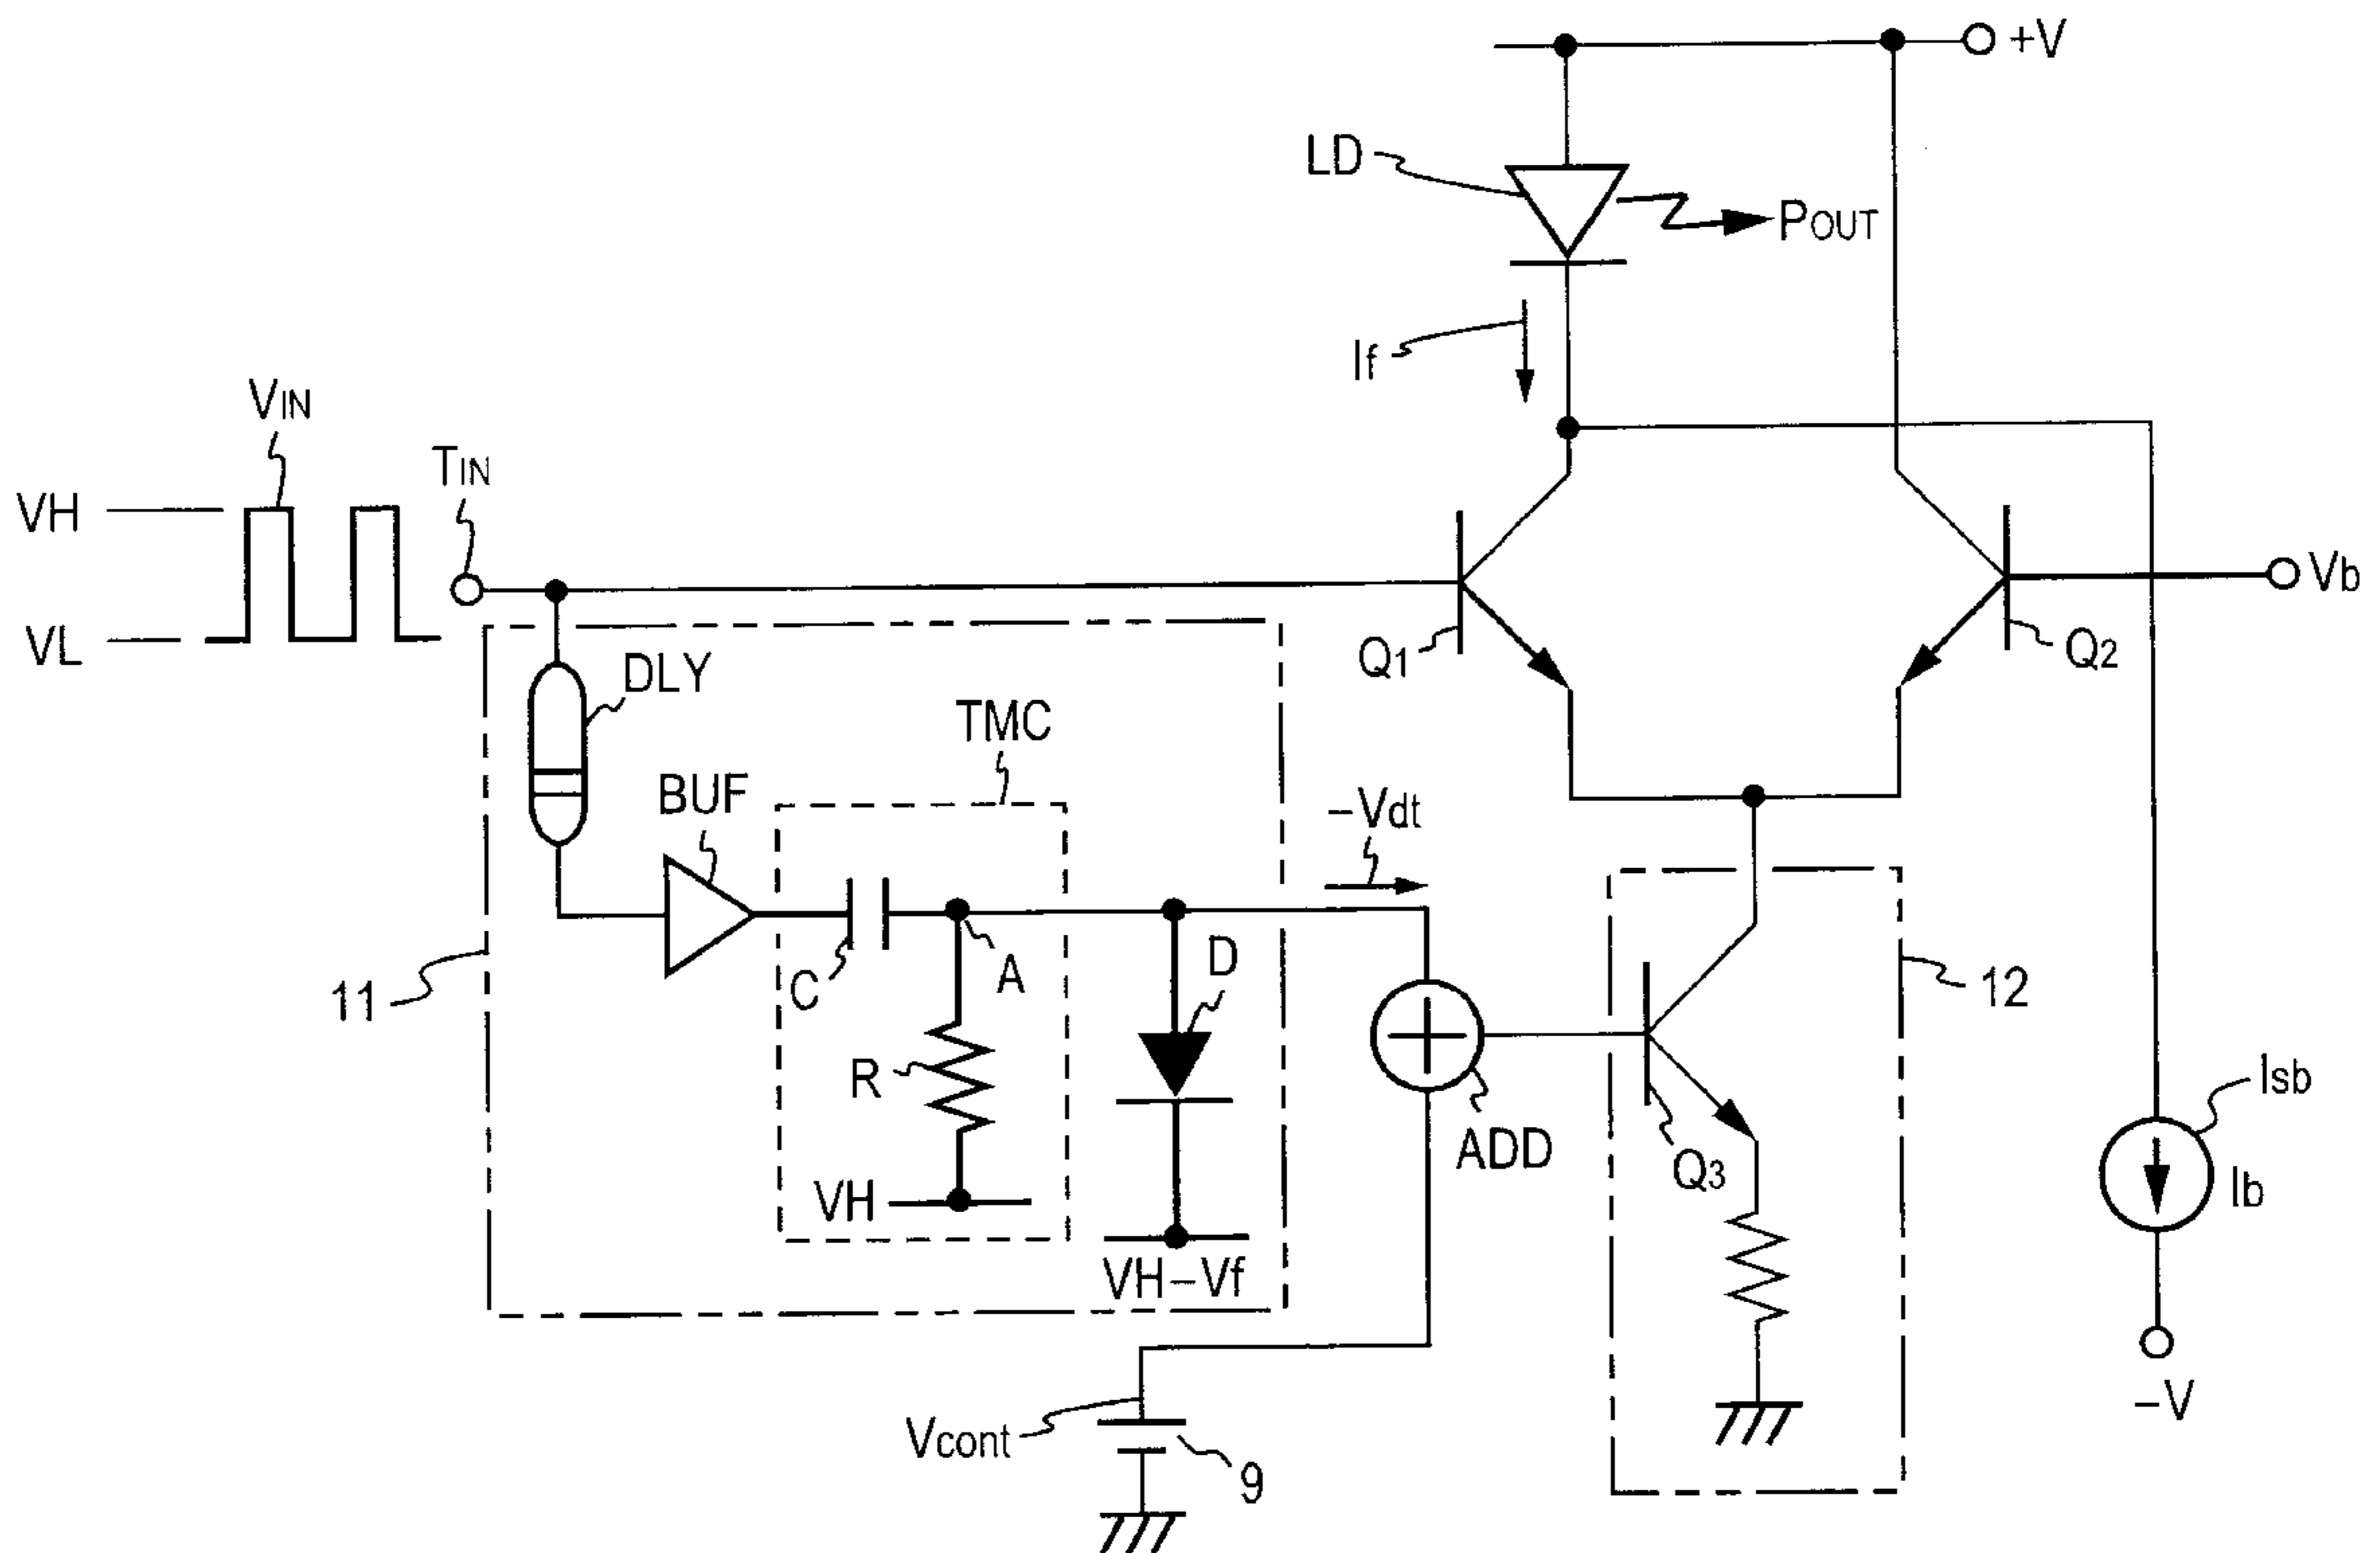 +V
LD
POUT
If
VIN
TIN
VH
VL
Vb
Q1
Q2
DLY
TMC
BUF
-Vdt
C
A
D
11
12
R
ADD
Q3
Isb
Ib
VH
VH-Vf
-V
Vcont
9